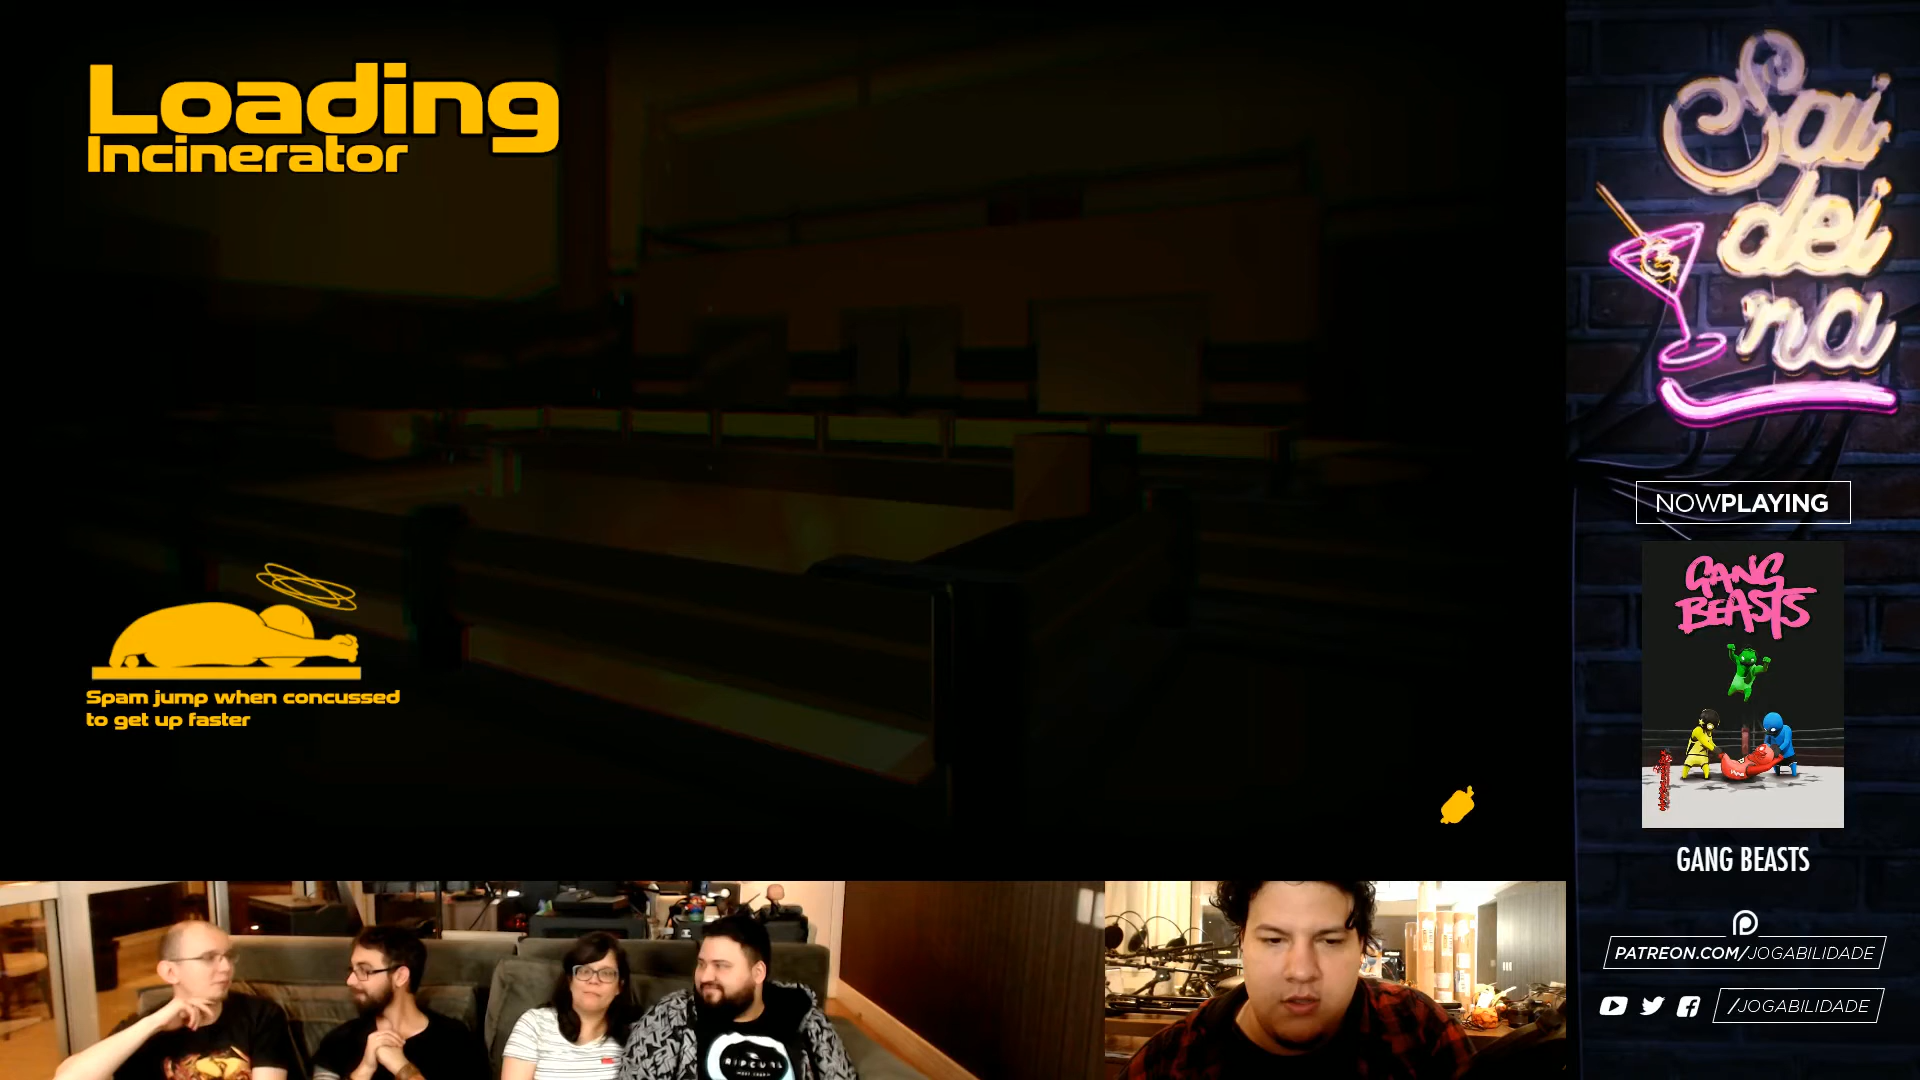 Loading
Incinerator
Spam jump when concussed
to get up faster
Sai
dei
ra
NOWPLAYING
GANG
BEASTS
GANG BEASTS
PATREON.COM/JOGABILIDADE
/JOGABILIDADE
RIPCURL